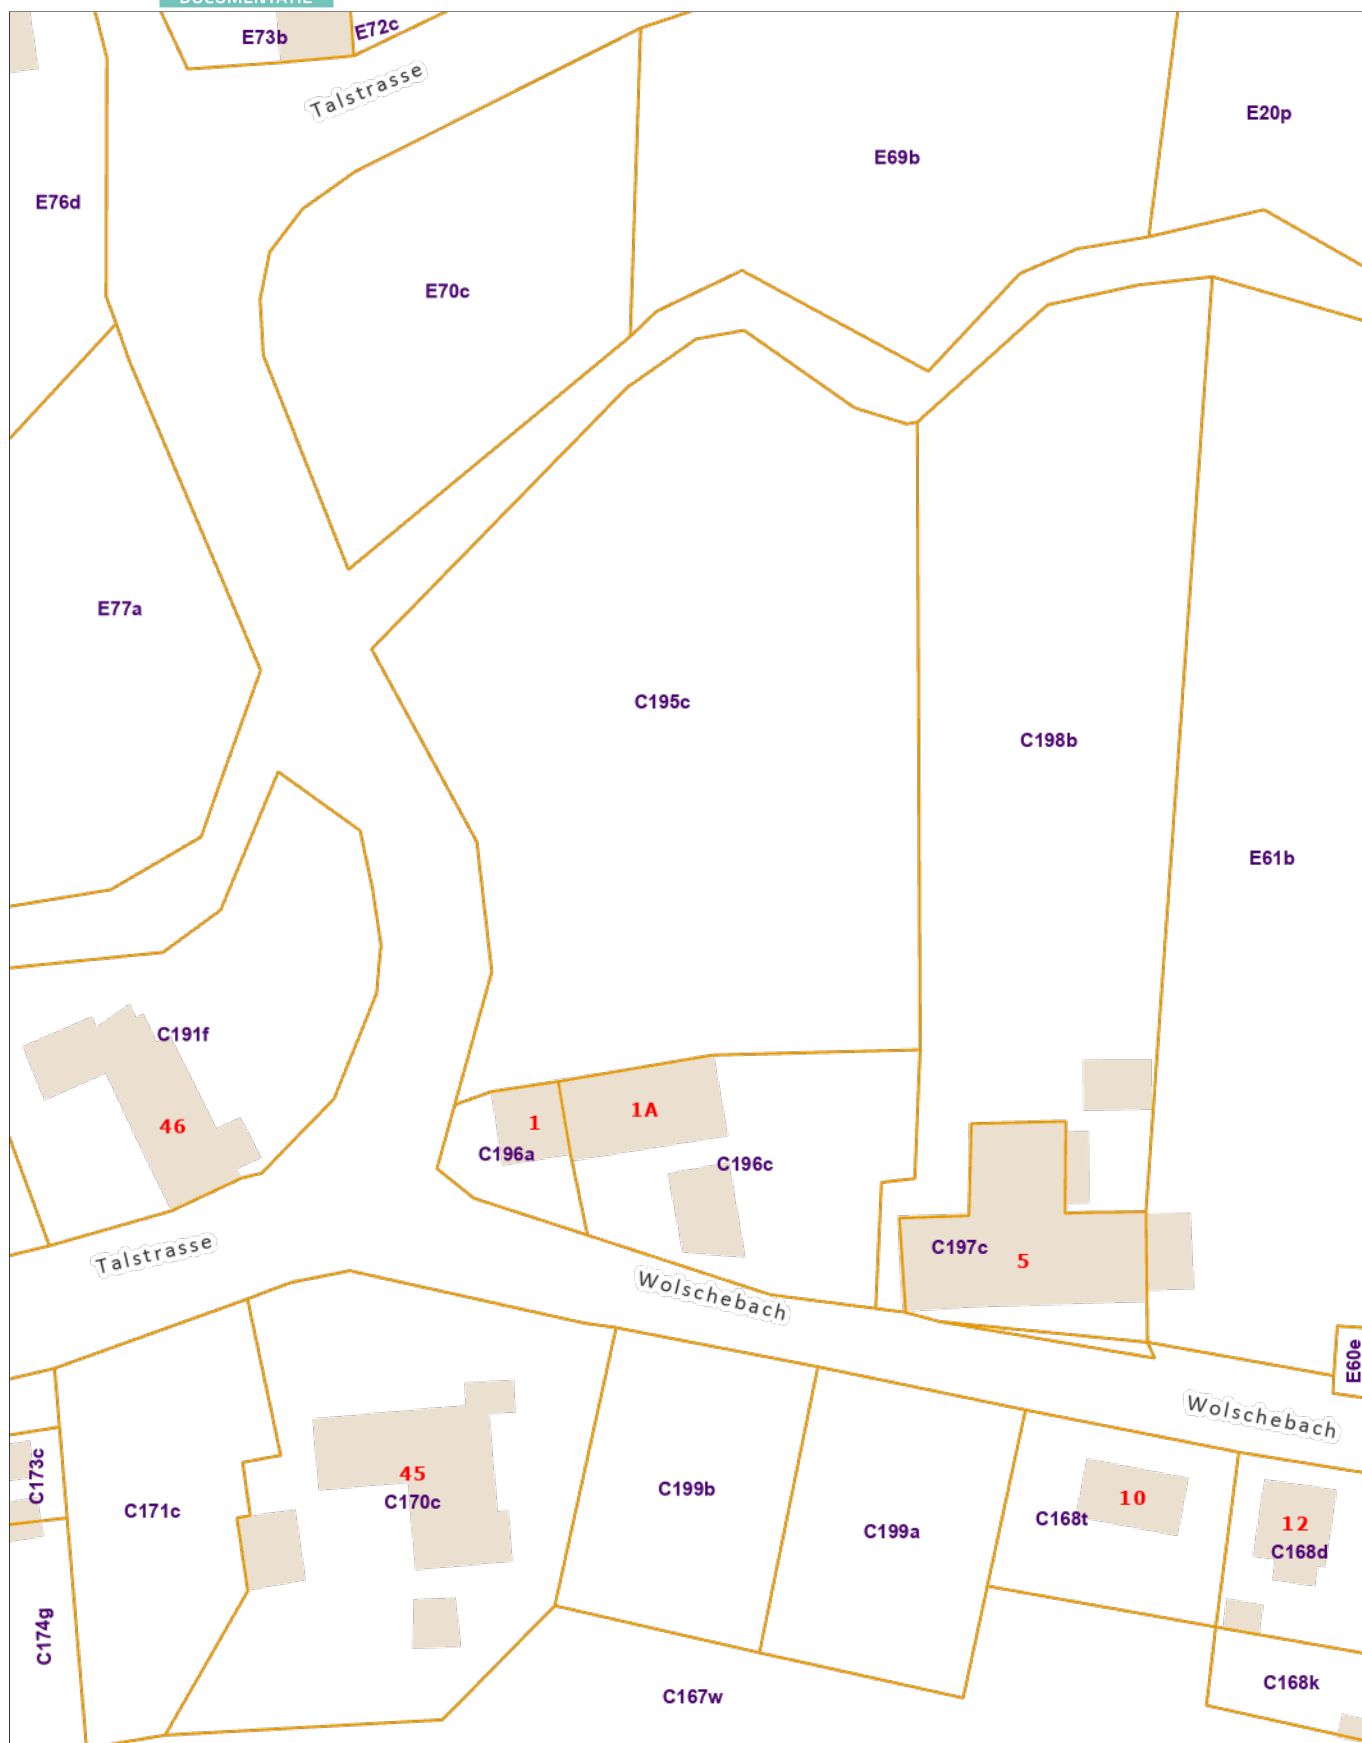 DOCUMENTATIE
E73b
E72c
Talstrasse
E20p
E69b
E76d
E70c
E77a
C195c
C198b
E61b
C191f
46
1
1A
C196a
C196c
C197c
5
Talstrasse
Wolschebach
E60e
Wolschebach
C173c
C171c
45
C170c
C199b
C199a
C168t
10
12
C168d
C174g
C167w
C168k